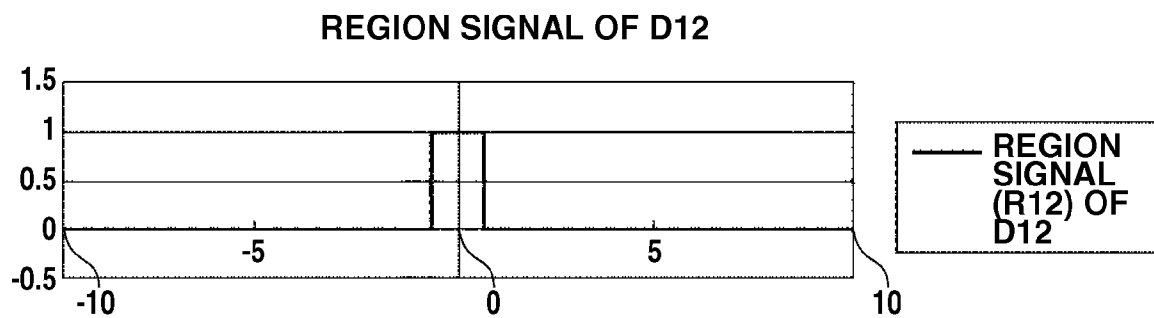 REGION SIGNAL OF D12
1.5
1
0.5
0
-0.5
-5
5
-10
0
10
REGION
SIGNAL
(R12) OF
D12